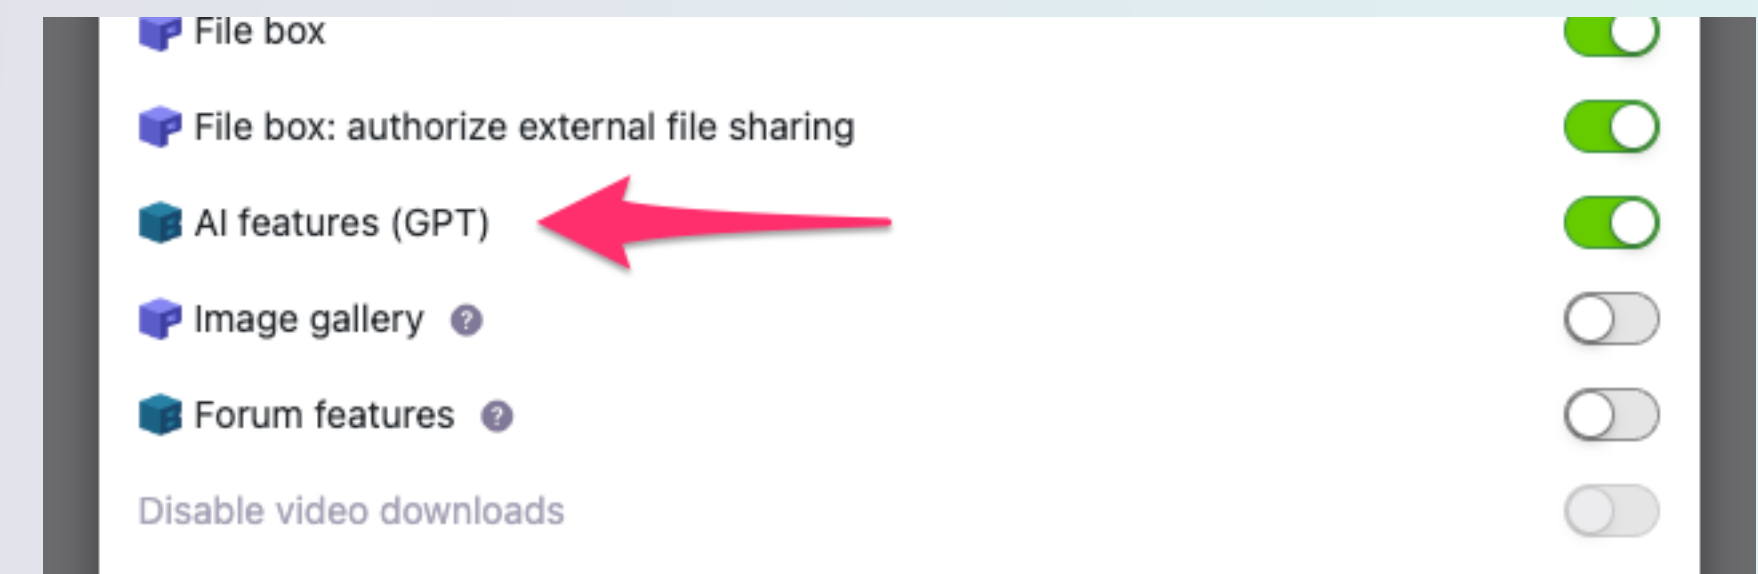 File box
File box: authorize external file sharing
AI features (GPT)
Image gallery ?
Forum features ?
Disable video downloads